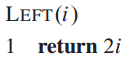 LEFT(i)
1 return 2i